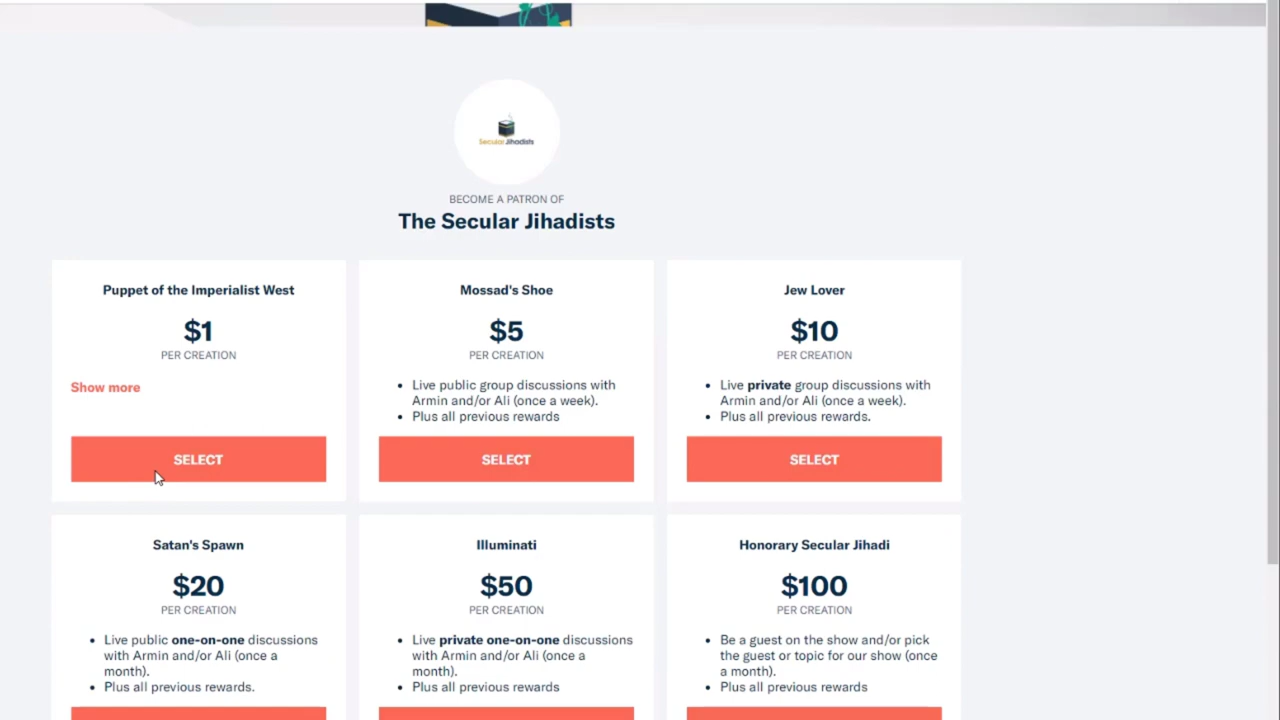 Secular Jihadists
BECOME A PATRON OF
The Secular Jihadists
Puppet of the Imperialist West
$1
PER CREATION
Show more
SELECT
Mossad's Shoe
$5
PER CREATION
• Live public group discussions with
Armin and/or Ali (once a week).
• Plus all previous rewards
SELECT
Jew Lover
$10
PER CREATION
• Live private group discussions with
Armin and/or Ali (once a week).
• Plus all previous rewards.
SELECT
Satan's Spawn
$20
PER CREATION
• Live public one-on-one discussions
with Armin and/or Ali (once a
month).
• Plus all previous rewards.
Illuminati
$50
PER CREATION
• Live private one-on-one discussions
with Armin and/or Ali (once a
month).
• Plus all previous rewards
Honorary Secular Jihadi
$100
PER CREATION
• Be a guest on the show and/or pick
the guest or topic for our show (once
a month).
• Plus all previous rewards